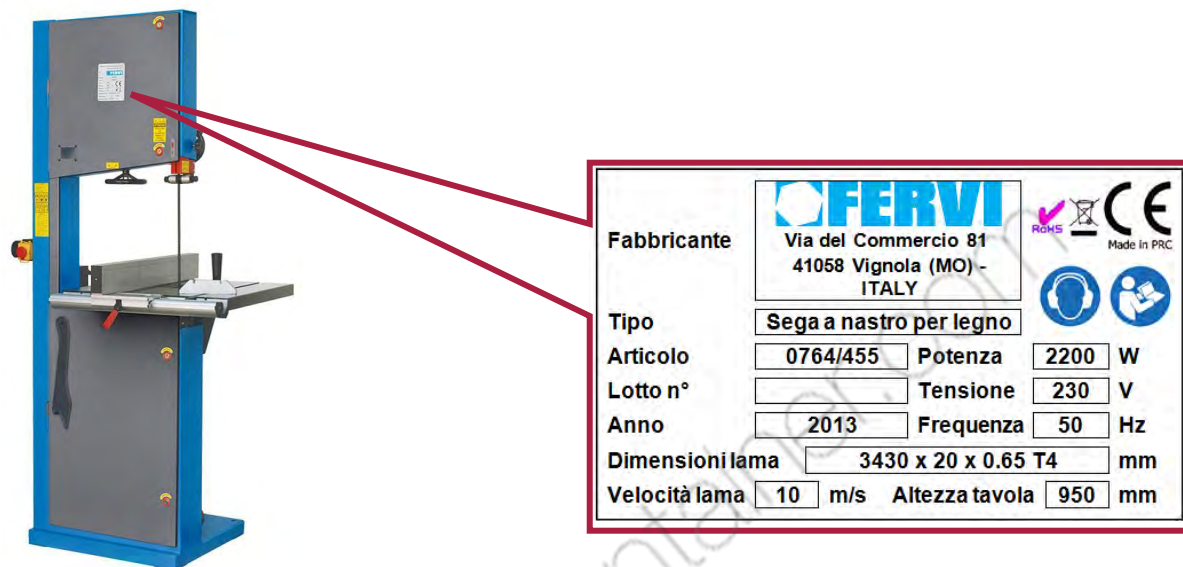 FERVI
Fabbricante
Via del Commercio 81
41058 Vignola (MO) -
ITALY
RoHS
CE
Made in PRC
Tipo Sega a nastro per legno
Articolo 0764/455 Potenza 2200 W
Lotto n° Tensione 230 V
Anno 2013 Frequenza 50 Hz
Dimensioni lama 3430 x 20 x 0.65 T4 mm
Velocità lama 10 m/s Altezza tavolo 950 mm